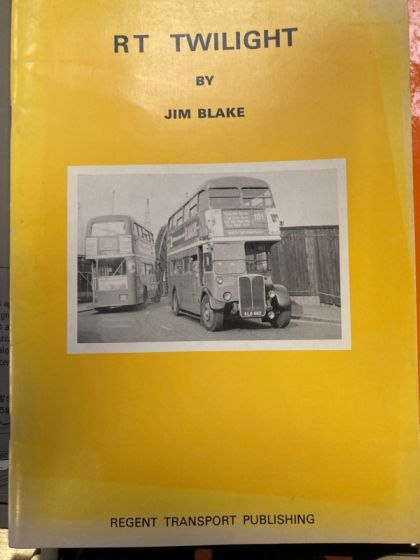 RT TWILIGHT
BY
JIM BLAKE
101
REGENT TRANSPORT PUBLISHING